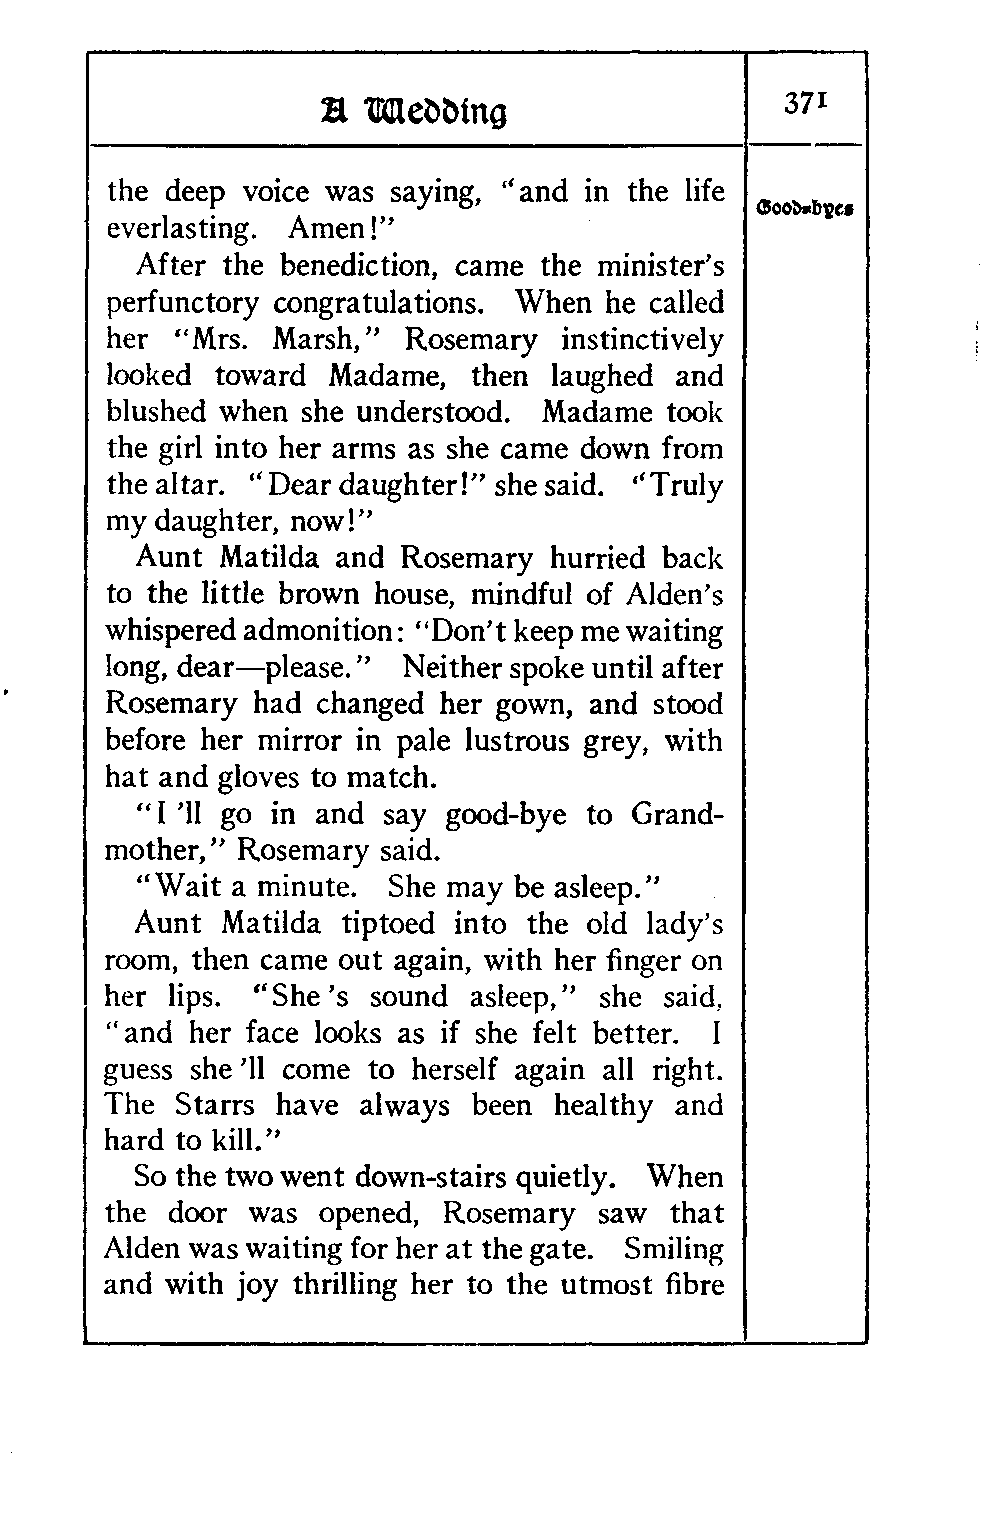 A Wedding
371
the deep voice was saying, "and in the life
everlasting. Amen!"
Good-byes
After the benediction, came the minister's
perfunctory congratulations. When he called
her "Mrs. Marsh," Rosemary instinctively
looked toward Madame, then laughed and
blushed when she understood. Madame took
the girl into her arms as she came down from
the altar. "Dear daughter!" she said. "Truly
my daughter, now!"
Aunt Matilda and Rosemary hurried back
to the little brown house, mindful of Alden's
whispered admonition: "Don't keep me waiting
long, dear—please." Neither spoke until after
Rosemary had changed her gown, and stood
before her mirror in pale lustrous grey, with
hat and gloves to match.
"I 'll go in and say good-bye to Grand-
mother," Rosemary said.
"Wait a minute. She may be asleep."
Aunt Matilda tiptoed into the old lady's
room, then came out again, with her finger on
her lips. "She 's sound asleep," she said,
"and her face looks as if she felt better. I
guess she 'll come to herself again all right.
The Starrs have always been healthy and
hard to kill."
So the two went down-stairs quietly. When
the door was opened, Rosemary saw that
Alden was waiting for her at the gate. Smiling
and with joy thrilling her to the utmost fibre